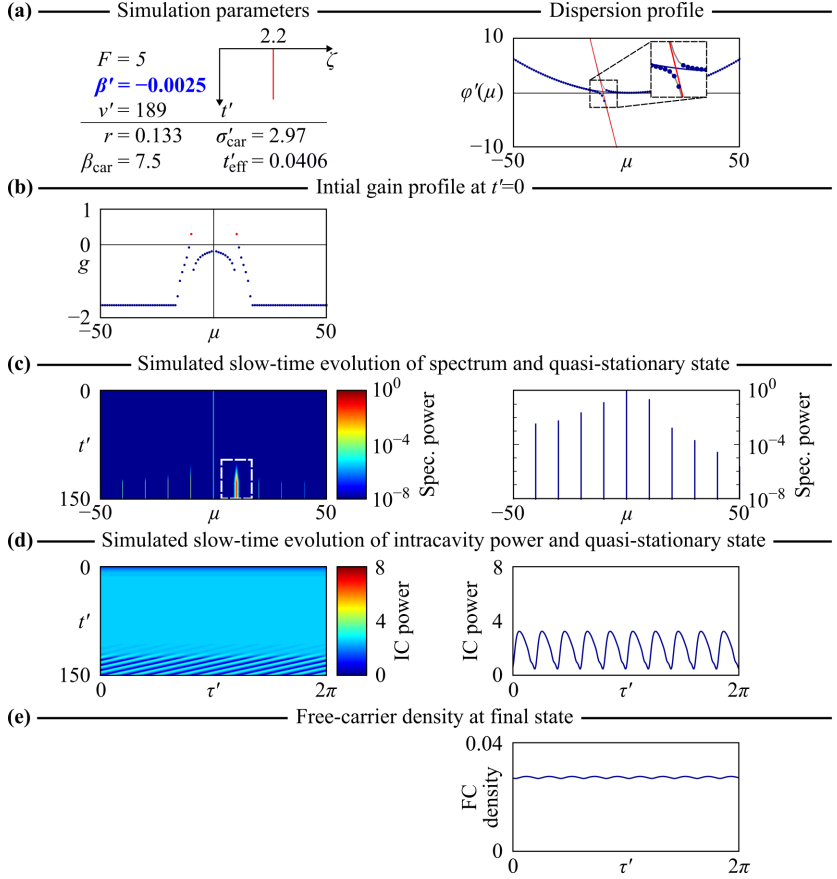 (a) Simulation parameters Dispersion profile
F = 5
β′ = −0.0025
v′ = 189
r = 0.133 σ′car = 2.97
βcar = 7.5 t′eff = 0.0406
2.2
ζ
t′
10
φ′(μ)
−10
−50 μ 50
(b) Intial gain profile at t′=0
1
0
g
−2
−50 μ 50
(c) Simulated slow-time evolution of spectrum and quasi-stationary state
0
t′
150
−50 μ 50
10⁰
10⁻⁴
10⁻⁸
Spec. power
−50 μ 50
10⁰
10⁻⁴
10⁻⁸
Spec. power
(d) Simulated slow-time evolution of intracavity power and quasi-stationary state
0
t′
150
0 τ′ 2π
8
4
0
IC power
8
4
0
IC power
0 τ′ 2π
(e) Free-carrier density at final state
0.04
FC
density
0
0 τ′ 2π